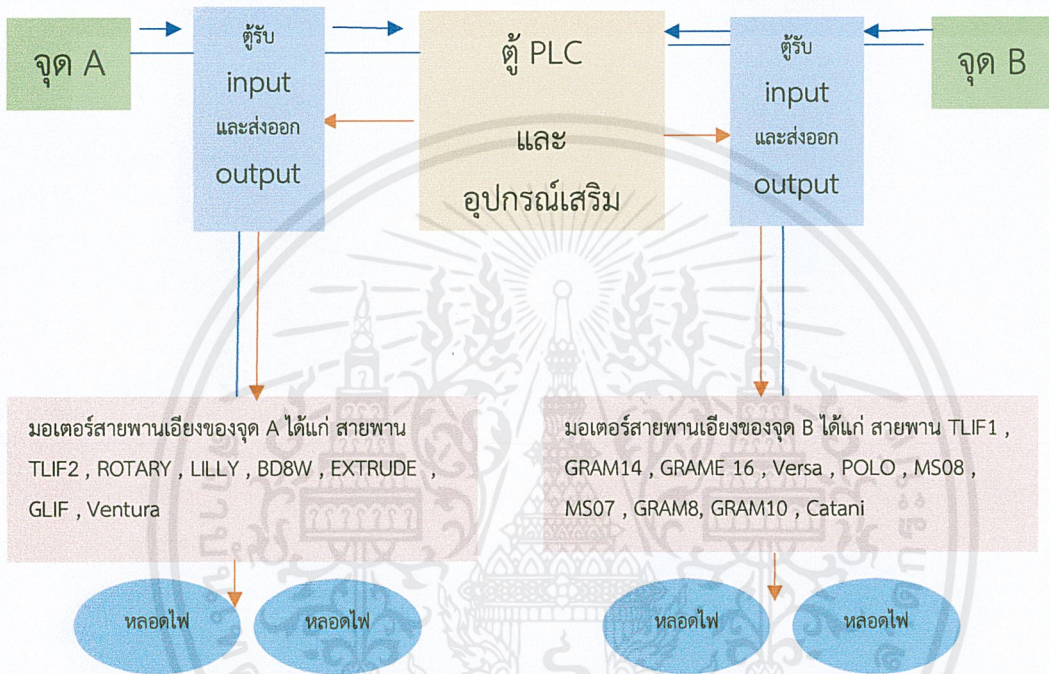 จุด A
ตู้รับ
input
และส่งออก
output
ตู้ PLC
และ
อุปกรณ์เสริม
ตู้รับ
input
และส่งออก
output
จุด B
มอเตอร์สายพานเอียงของจุด A ได้แก่ สายพาน
TLIF2 , ROTARY , LILLY , BD8W , EXTRUDE ,
GLIF , Ventura
มอเตอร์สายพานเอียงของจุด B ได้แก่ สายพาน TLIF1 ,
GRAM14 , GRAME 16 , Versa , POLO , MS08 ,
MS07 , GRAM8, GRAM10 , Catani
หลอดไฟ
หลอดไฟ
หลอดไฟ
หลอดไฟ